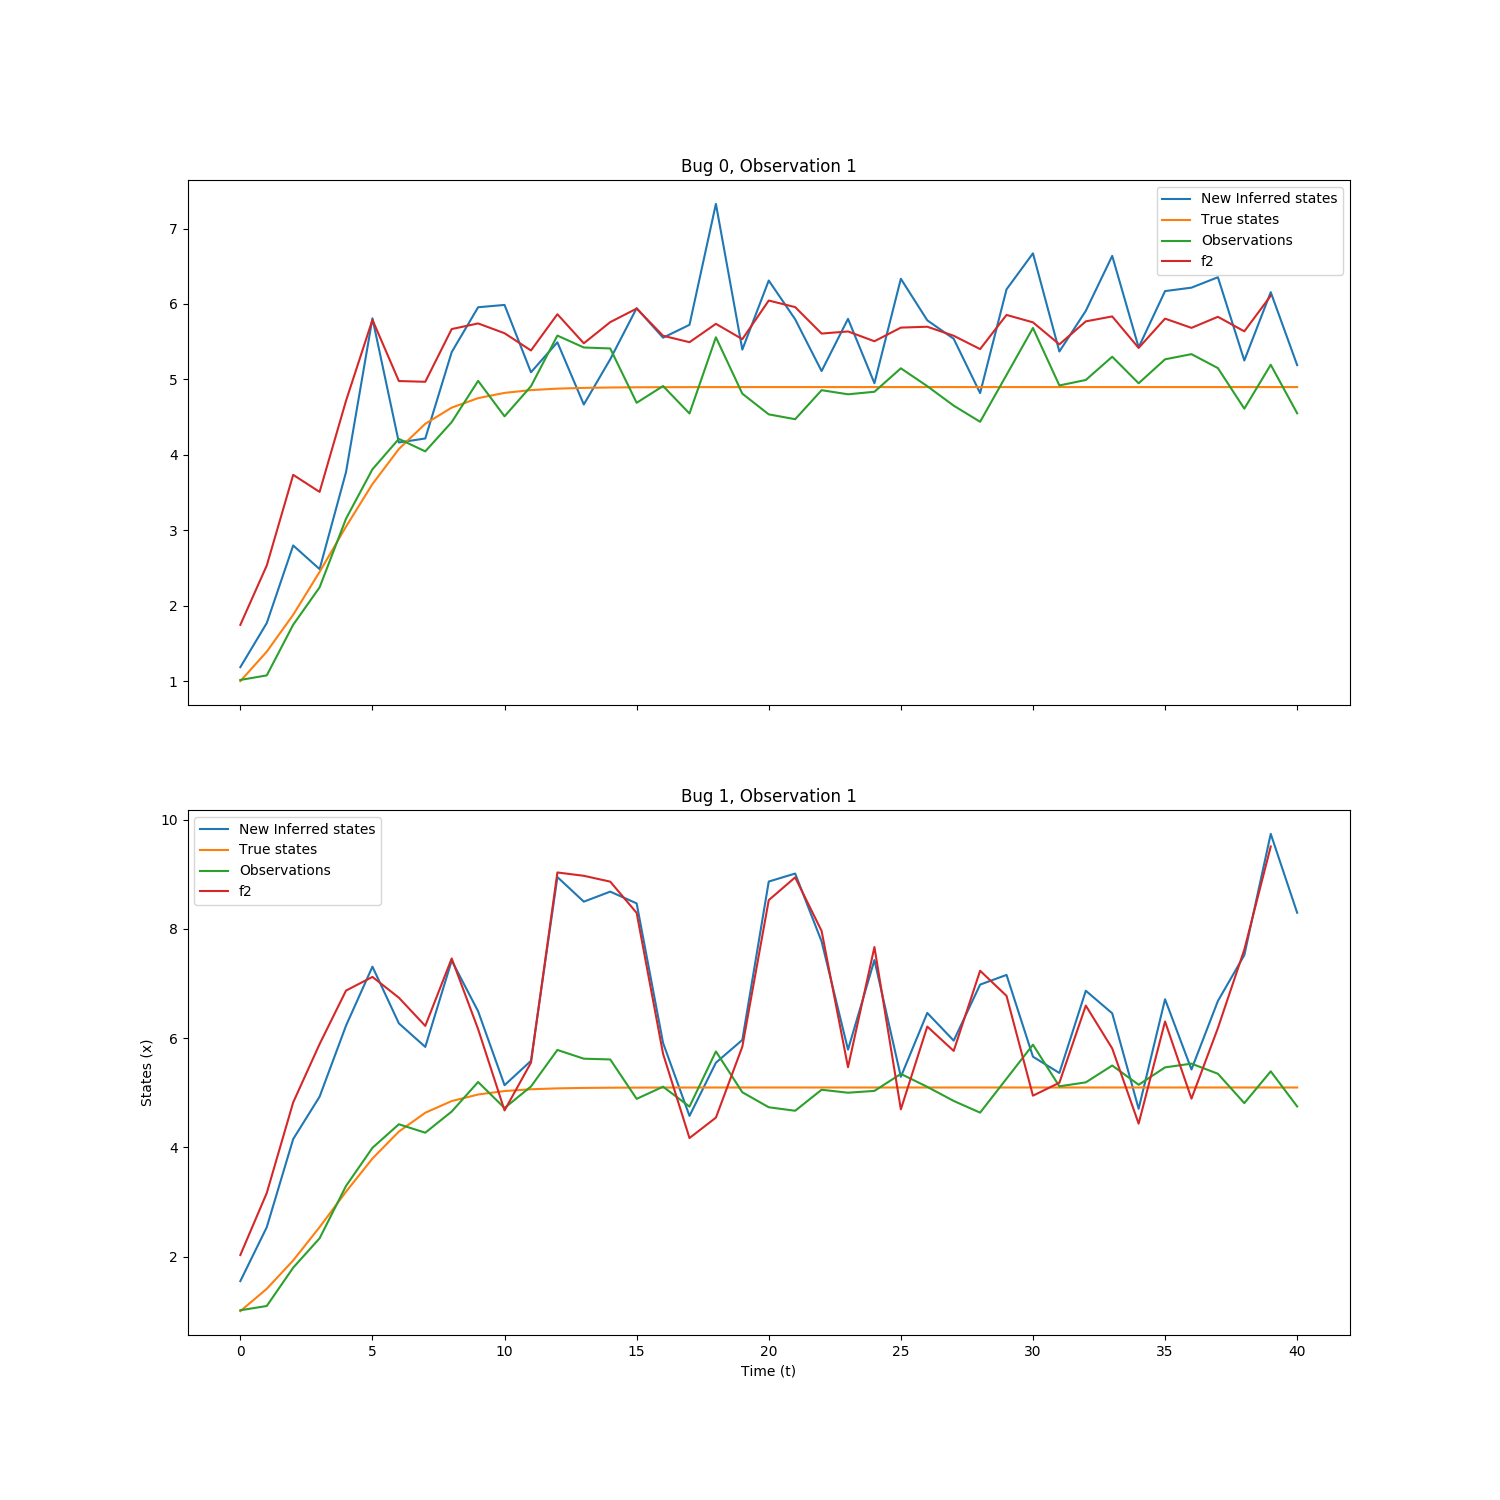 Bug 0, Observation 1
New Inferred states
True states
Observations
f2
7
6
5
4
3
2
1
Bug 1, Observation 1
New Inferred states
True states
Observations
f2
10
8
6
4
2
States (x)
0 5 10 15 20 25 30 35 40
Time (t)